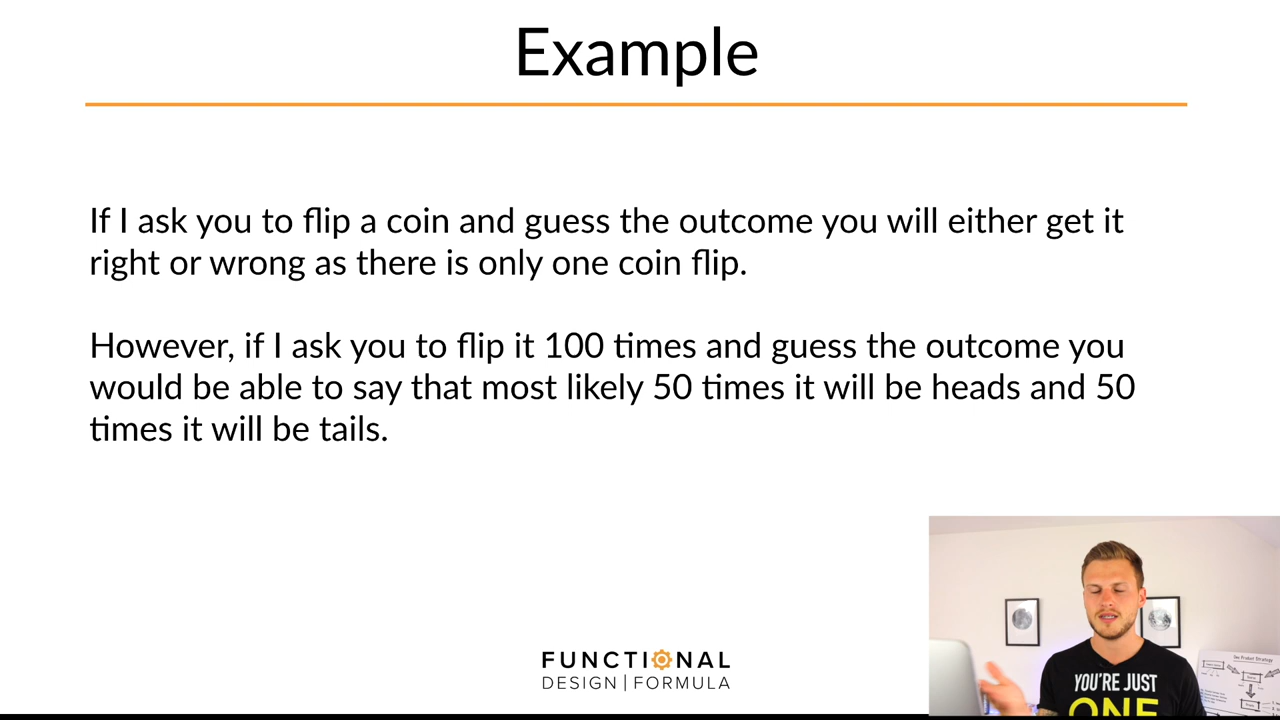 Example
If I ask you to flip a coin and guess the outcome you will either get it
right or wrong as there is only one coin flip.
However, if I ask you to flip it 100 times and guess the outcome you
would be able to say that most likely 50 times it will be heads and 50
times it will be tails.
FUNCTIONAL
DESIGN | FORMULA
YOU'RE JUST
ONE